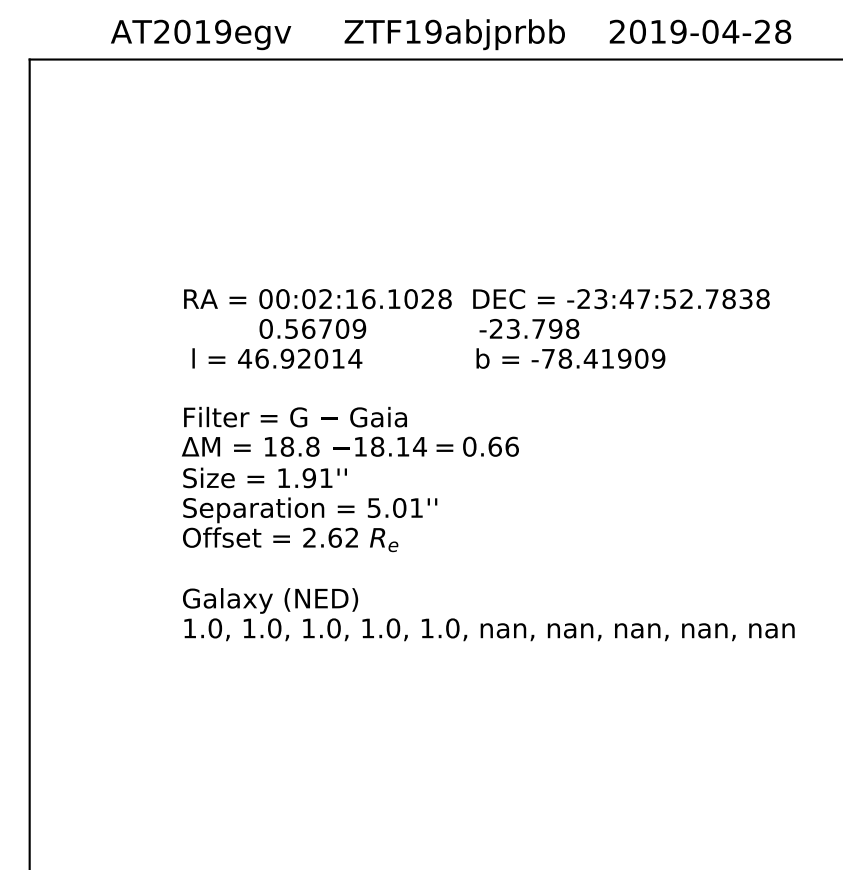 AT2019egv ZTF19abjprbb 2019-04-28
RA = 00:02:16.1028 DEC = -23:47:52.7838
0.56709 -23.798
l = 46.92014 b = -78.41909
Filter = G − Gaia
ΔM = 18.8 −18.14 = 0.66
Size = 1.91''
Separation = 5.01''
Offset = 2.62 Rₑ
Galaxy (NED)
1.0, 1.0, 1.0, 1.0, 1.0, nan, nan, nan, nan, nan